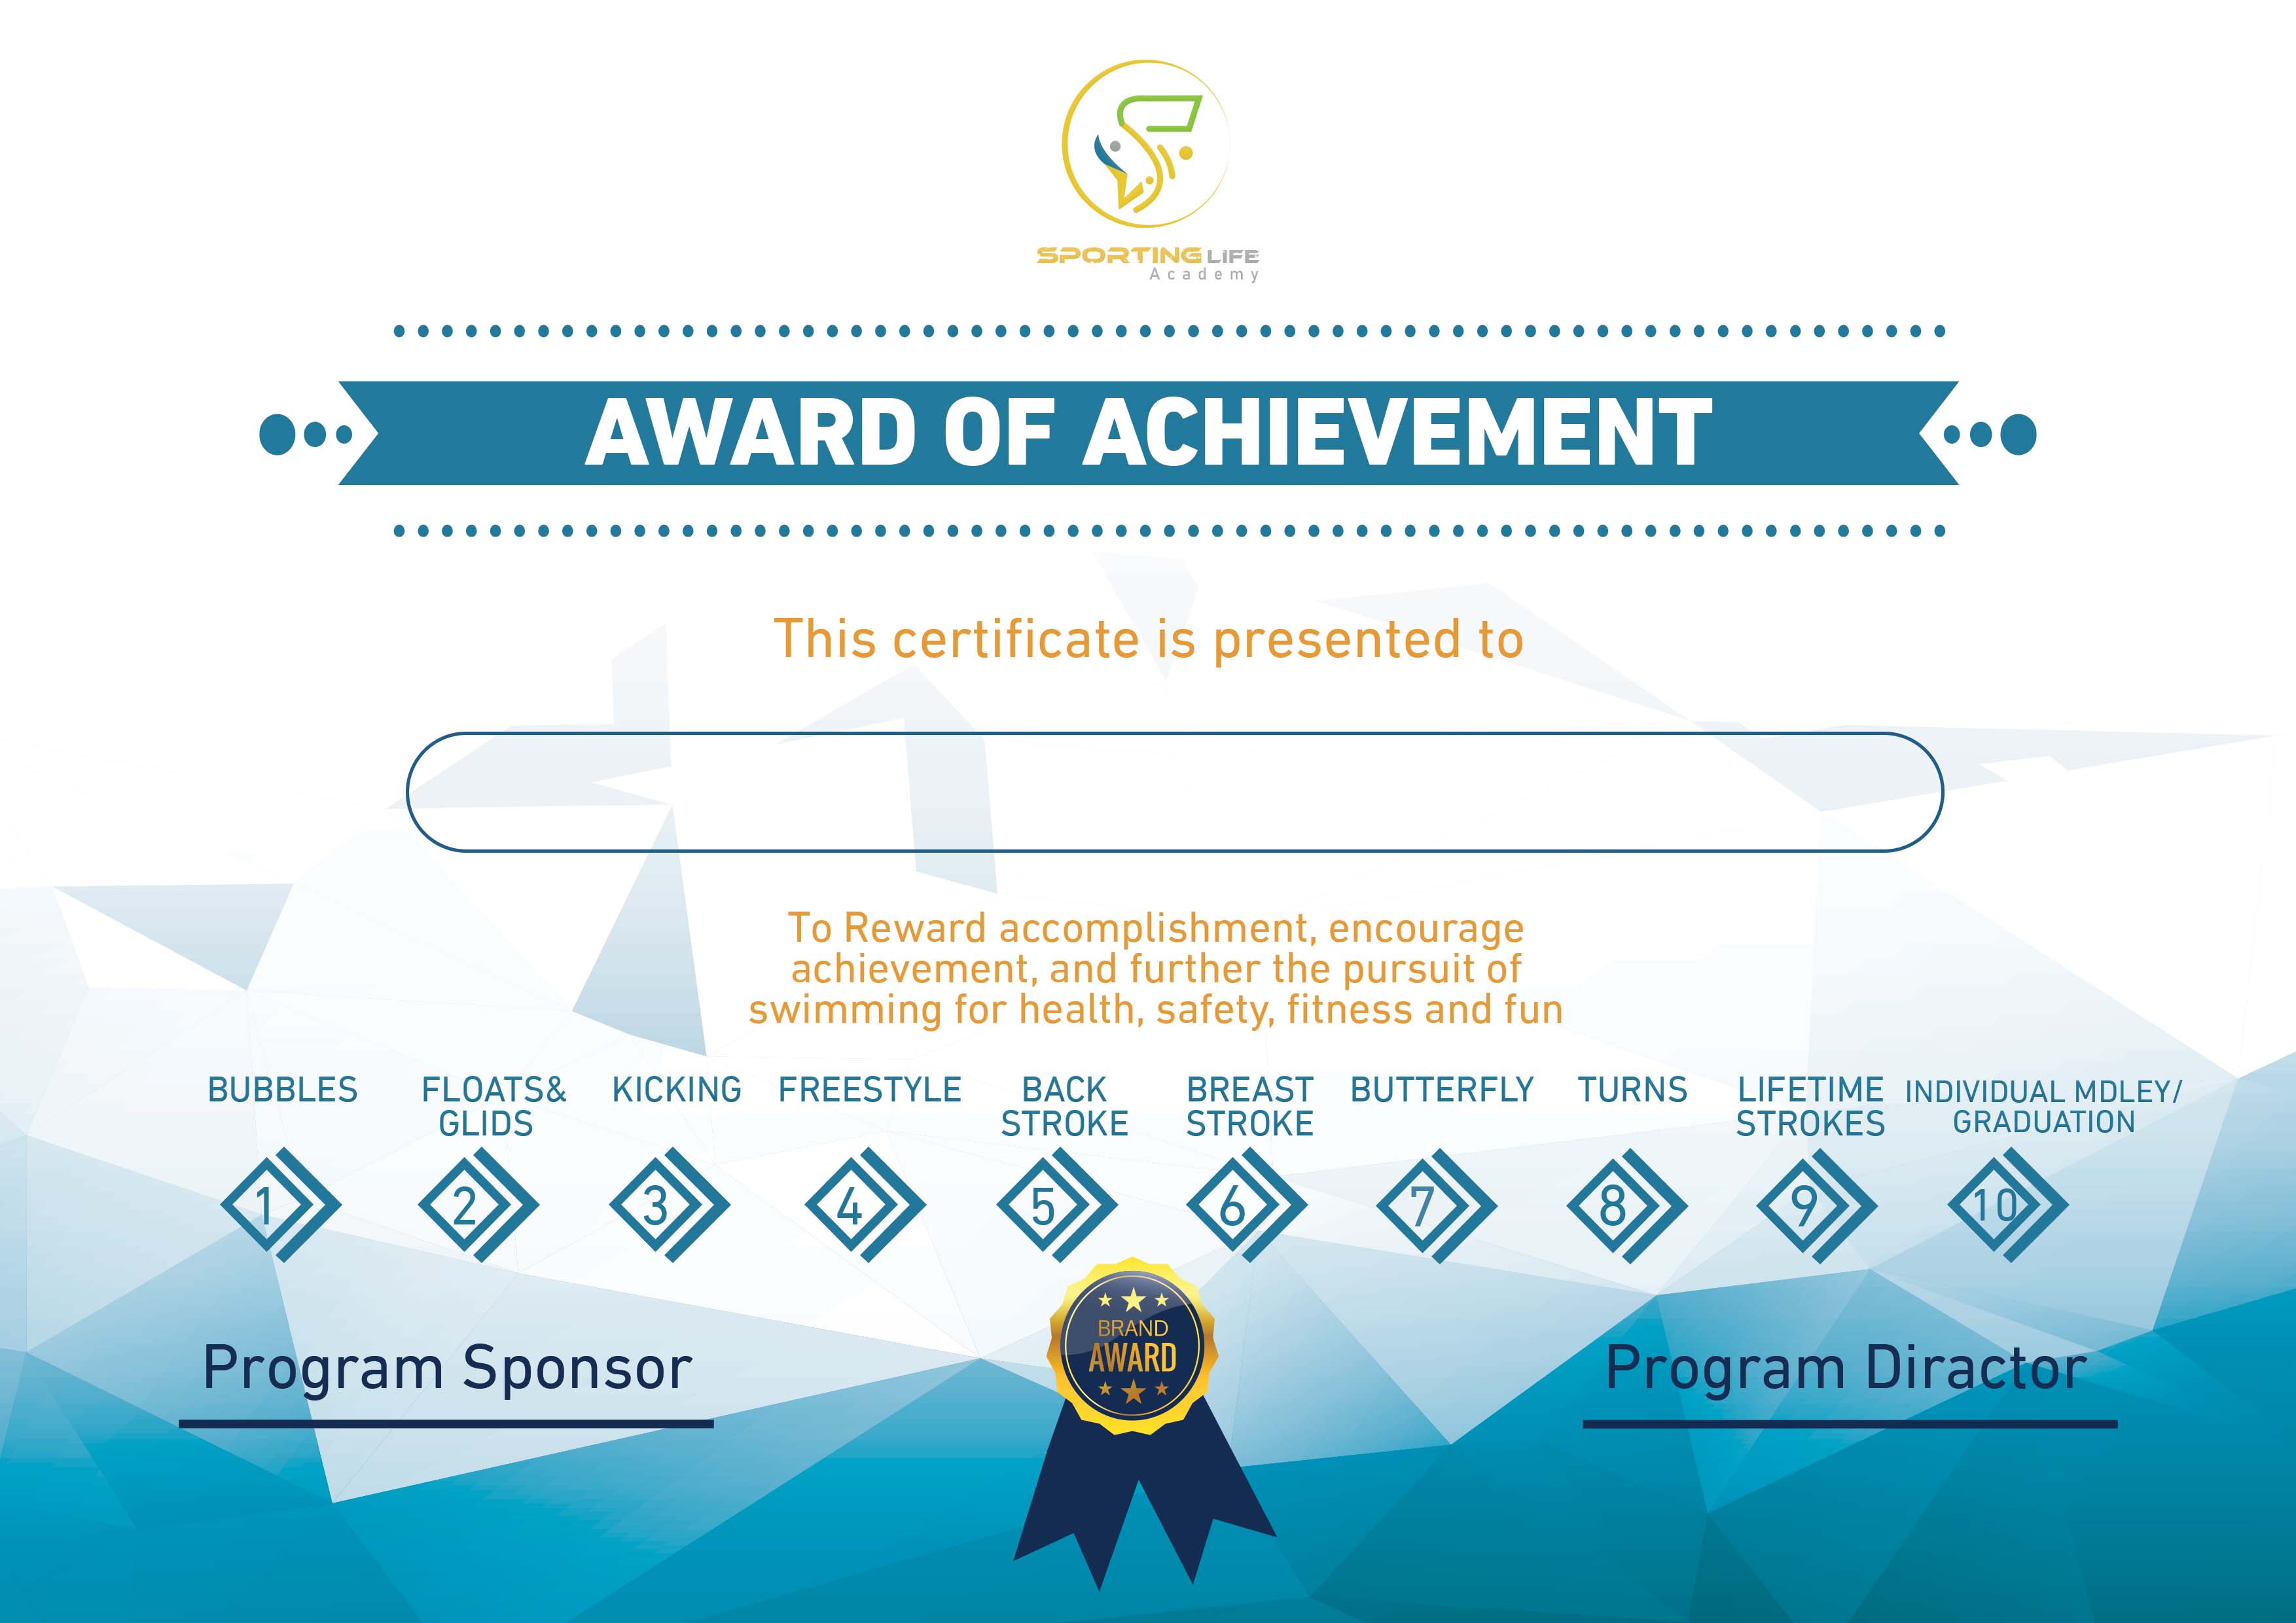 SPORTING LIFE
Academy
AWARD OF ACHIEVEMENT
This certificate is presented to
To Reward accomplishment, encourage
achievement, and further the pursuit of
swimming for health, safety, fitness and fun
BUBBLES
FLOATS&
GLIDS
KICKING
FREESTYLE
BACK
STROKE
BREAST
STROKE
BUTTERFLY
TURNS
LIFETIME
STROKES
INDIVIDUAL MDLEY/
GRADUATION
1
2
3
4
5
6
7
8
9
10
BRAND
AWARD
Program Sponsor
Program Diractor